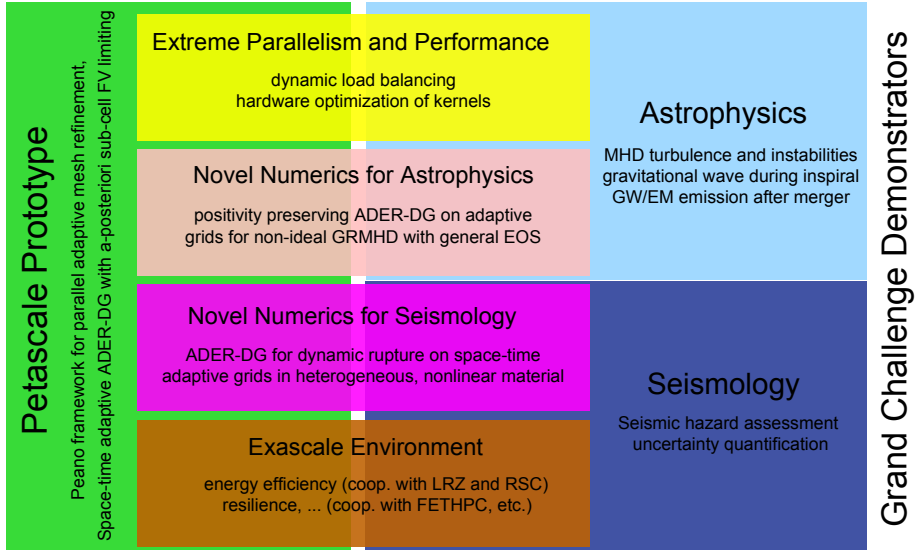 Petascale Prototype
Peano framework for parallel adaptive mesh refinement,
Space-time adaptive ADER-DG with a-posteriori sub-cell FV limiting
Extreme Parallelism and Performance
dynamic load balancing
hardware optimization of kernels
Novel Numerics for Astrophysics
positivity preserving ADER-DG on adaptive
grids for non-ideal GRMHD with general EOS
Novel Numerics for Seismology
ADER-DG for dynamic rupture on space-time
adaptive grids in heterogeneous, nonlinear material
Exascale Environment
energy efficiency (coop. with LRZ and RSC)
resilience, ... (coop. with FETHPC, etc.)
Astrophysics
MHD turbulence and instabilities
gravitational wave during inspiral
GW/EM emission after merger
Seismology
Seismic hazard assessment
uncertainty quantification
Grand Challenge Demonstrators